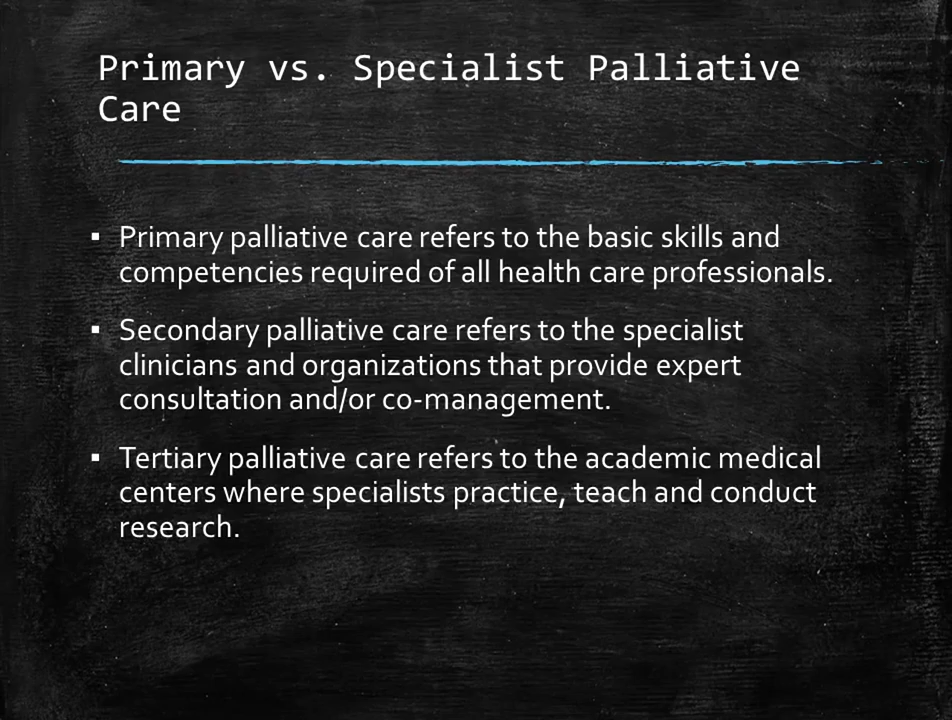 Primary vs. Specialist Palliative
Care
▪ Primary palliative care refers to the basic skills and
competencies required of all health care professionals.
▪ Secondary palliative care refers to the specialist
clinicians and organizations that provide expert
consultation and/or co-management.
▪ Tertiary palliative care refers to the academic medical
centers where specialists practice, teach and conduct
research.